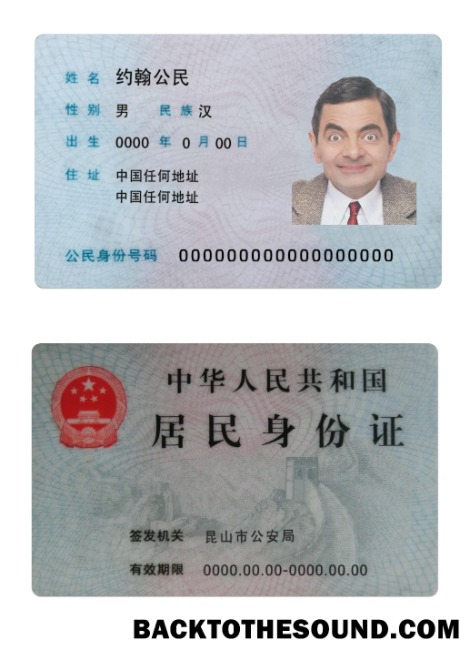 姓名 约翰公民
性别 男 民族 汉
出生 0000 年 0 月 00 日
住址 中国任何地址
中国任何地址
公民身份号码 000000000000000000
中华人民共和国
居民身份证
签发机关 昆山市公安局
有效期限 0000.00.00-0000.00.00
BACKTOTHESOUND.COM